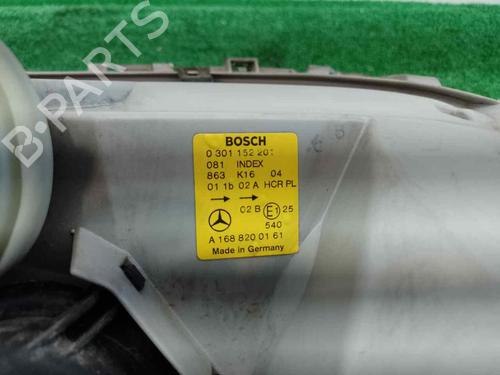 BOSCH
0 301 152 201
081 INDEX
863 K16 04
01 1b 02 A HCR PL
02 B E1 25
540
A 168 820 01 61
Made in Germany
B-PARTS